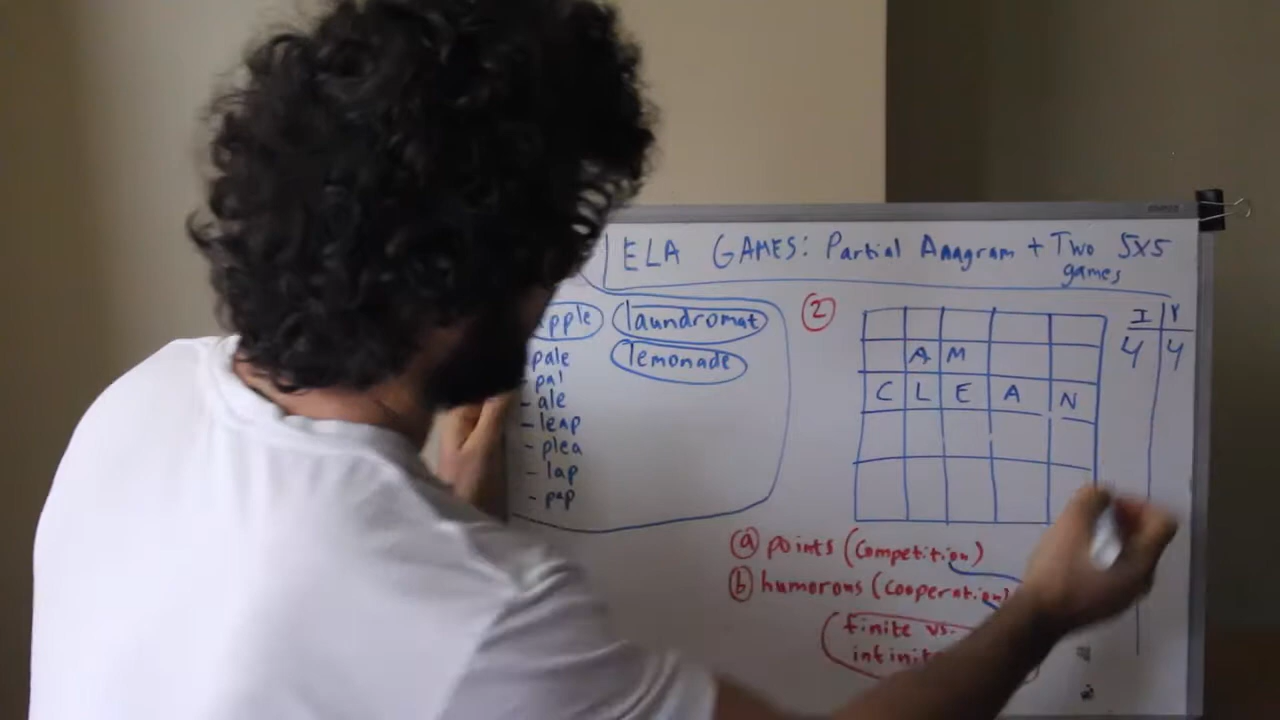 ELA GAMES: Partial Anagram + Two 5x5
games
pple laundromat
lemonade
pale
- pal
- ale
- leap
- plea
- lap
- pap
2
I Y
4 4
A M
C L E A N
a points (competition)
b humorous (cooperation)
finite vs.
infinit